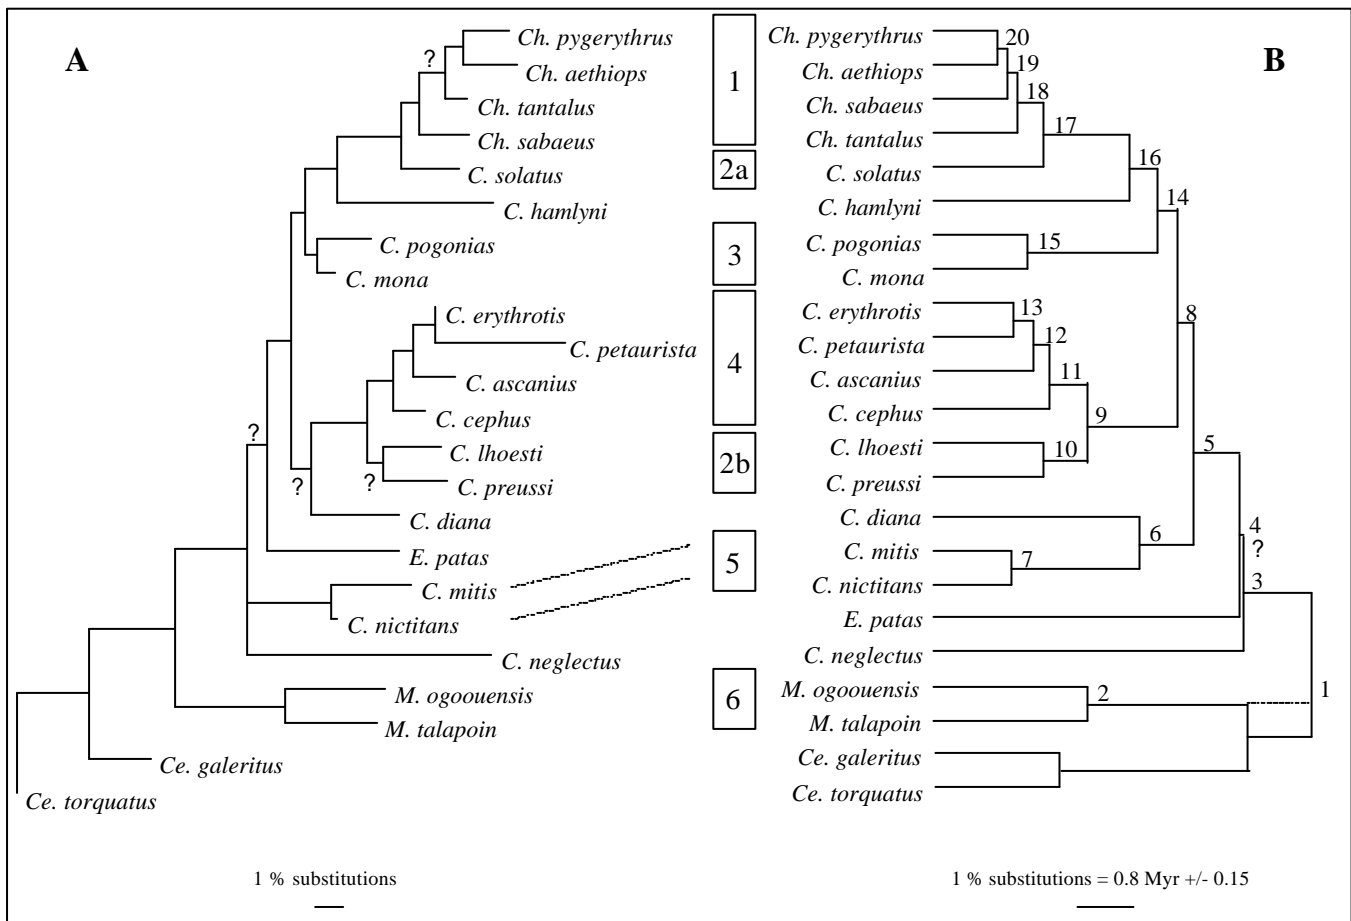 A
?
Ch. pygerythrus
Ch. aethiops
Ch. tantalus
Ch. sabaeus
C. solatus
C. hamlyni
C. pogonias
C. mona
C. erythrotis
C. petaurista
C. ascanius
C. cephus
?
C. lhoesti
?
?
C. preussi
C. diana
E. patas
C. mitis
C. nictitans
C. neglectus
M. ogoouensis
M. talapoin
Ce. galeritus
Ce. torquatus
1 % substitutions
1
2a
3
4
2b
5
6
B
Ch. pygerythrus
20
Ch. aethiops
19
Ch. sabaeus
18
Ch. tantalus
17
C. solatus
16
C. hamlyni
14
C. pogonias
15
C. mona
C. erythrotis
13
8
C. petaurista
12
C. ascanius
11
C. cephus
9
C. lhoesti
10
5
C. preussi
C. diana
6
4
C. mitis
?
7
C. nictitans
3
E. patas
C. neglectus
M. ogoouensis
2
1
M. talapoin
Ce. galeritus
Ce. torquatus
1 % substitutions = 0.8 Myr +/- 0.15